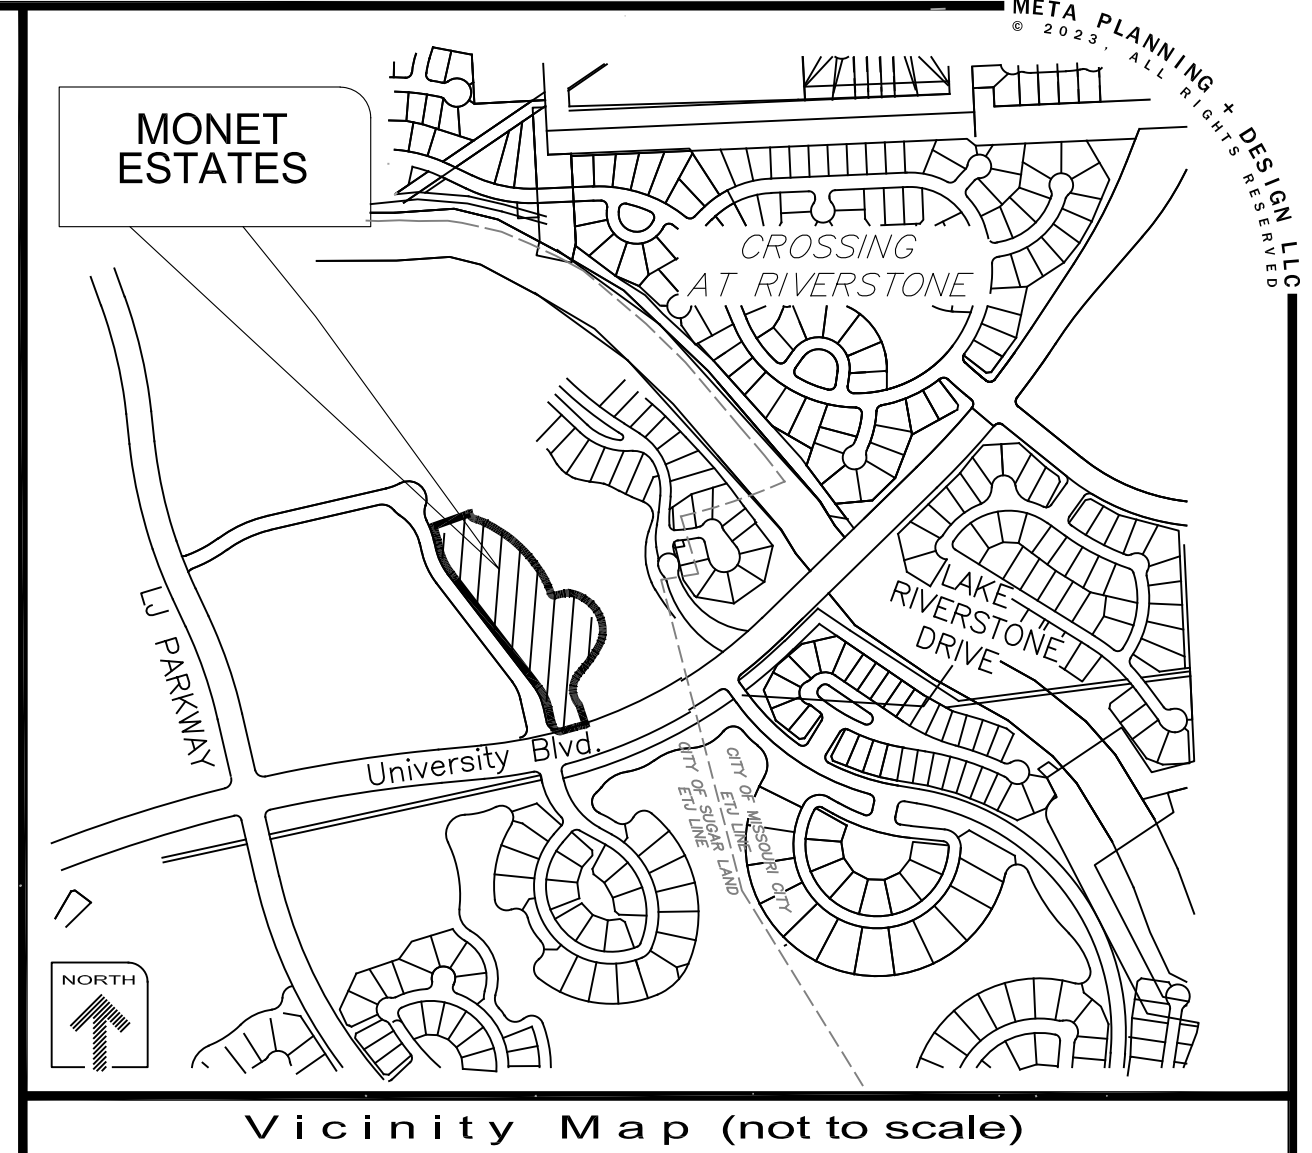 META PLANNING + DESIGN LLC
© 2023, ALL RIGHTS RESERVED
MONET
ESTATES
CROSSING
AT RIVERSTONE
LAKE
RIVERSTONE
DRIVE
LJ PARKWAY
University Blvd.
CITY OF MISSOURI CITY
ETJ LINE
CITY OF SUGAR LAND
ETJ LINE
NORTH
Vicinity Map (not to scale)